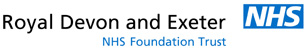 Royal Devon and Exeter NHS
NHS Foundation Trust